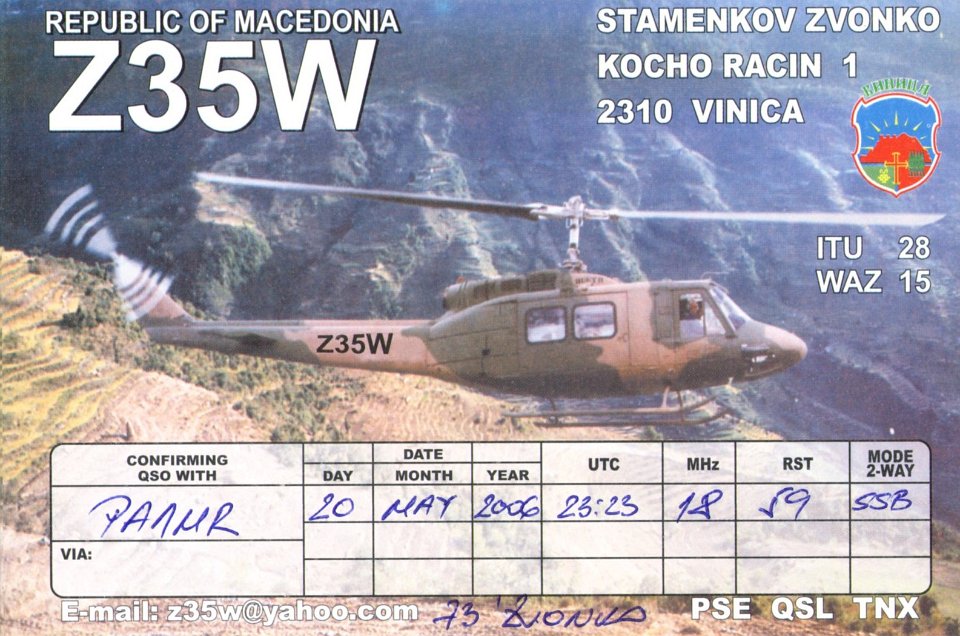 REPUBLIC OF MACEDONIA
Z35W
STAMENKOV ZVONKO
KOCHO RACIN 1
2310 VINICA
ВИНИЦА
ITU 28
WAZ 15
Z35W
CONFIRMING QSO WITH
DATE
DAY MONTH YEAR
UTC
MHz
RST
MODE 2-WAY
PA1MR 20 MAY 2006 23:23 18 59 SSB
VIA:
E-mail: z35w@yahoo.com 73 'ZVONKO PSE QSL TNX